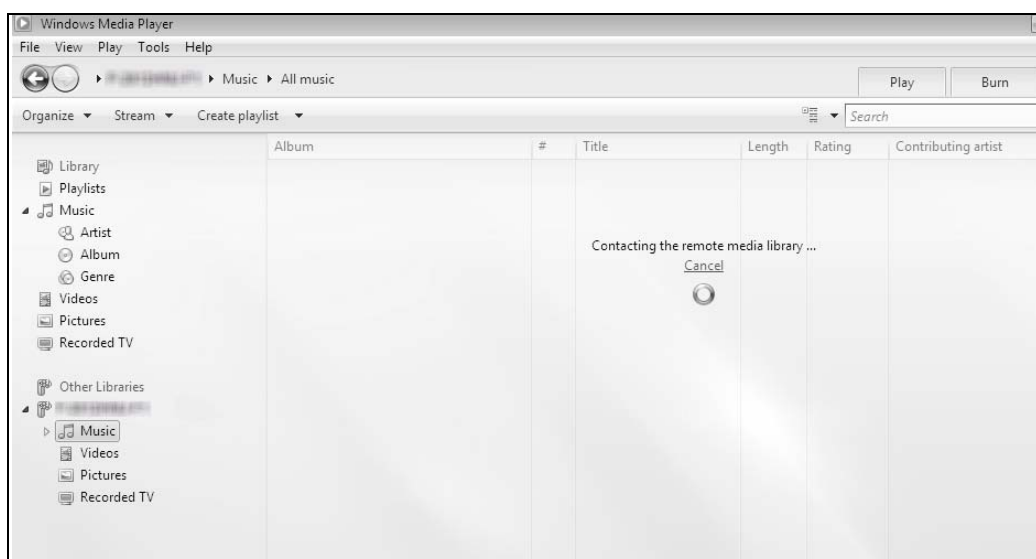 Windows Media Player
File View Play Tools Help
Music All music
Play Burn
Organize Stream Create playlist Search
Album # Title Length Rating Contributing artist
Library
Playlists
Music
Artist
Album
Genre
Videos
Pictures
Recorded TV
Contacting the remote media library ...
Cancel
Other Libraries
Music
Videos
Pictures
Recorded TV